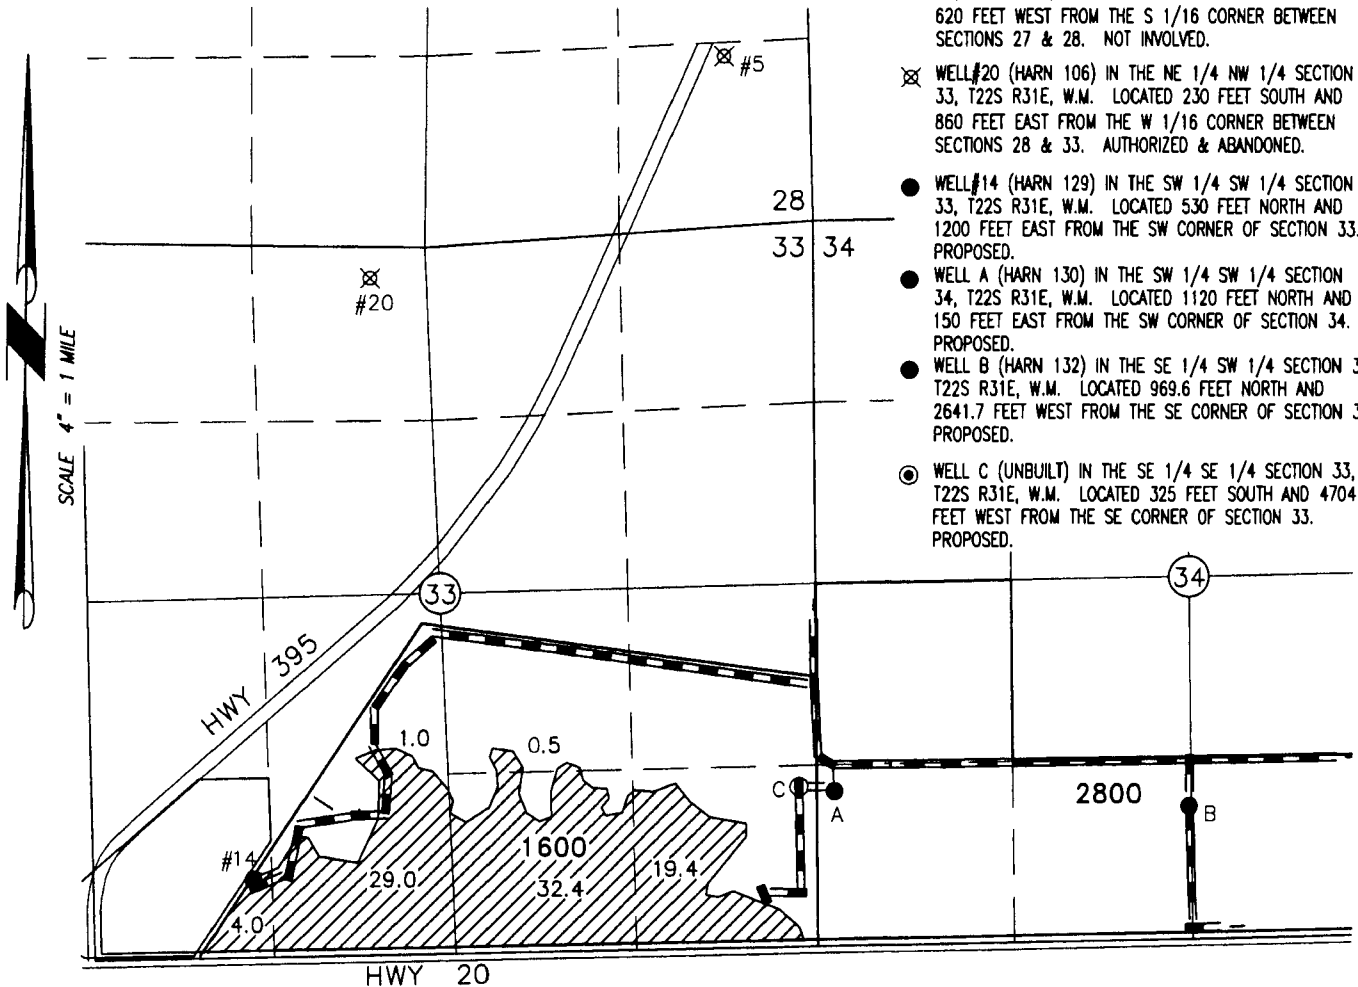 620 FEET WEST FROM THE S 1/16 CORNER BETWEEN
SECTIONS 27 & 28. NOT INVOLVED.
WELL#20 (HARN 106) IN THE NE 1/4 NW 1/4 SECTION
33, T22S R31E, W.M. LOCATED 230 FEET SOUTH AND
860 FEET EAST FROM THE W 1/16 CORNER BETWEEN
SECTIONS 28 & 33. AUTHORIZED & ABANDONED.
WELL#14 (HARN 129) IN THE SW 1/4 SW 1/4 SECTION
33, T22S R31E, W.M. LOCATED 530 FEET NORTH AND
1200 FEET EAST FROM THE SW CORNER OF SECTION 33.
PROPOSED.
WELL A (HARN 130) IN THE SW 1/4 SW 1/4 SECTION
34, T22S R31E, W.M. LOCATED 1120 FEET NORTH AND
150 FEET EAST FROM THE SW CORNER OF SECTION 34.
PROPOSED.
WELL B (HARN 132) IN THE SE 1/4 SW 1/4 SECTION
T22S R31E, W.M. LOCATED 969.6 FEET NORTH AND
2641.7 FEET WEST FROM THE SE CORNER OF SECTION
PROPOSED.
WELL C (UNBUILT) IN THE SE 1/4 SE 1/4 SECTION 33,
T22S R31E, W.M. LOCATED 325 FEET SOUTH AND 4704
FEET WEST FROM THE SE CORNER OF SECTION 33.
PROPOSED.
#5
28
33 34
#20
N
SCALE 4" = 1 MILE
33
34
HWY 395
1.0
0.5
C
A
2800
B
#14
1600
29.0
32.4
19.4
4.0
HWY 20